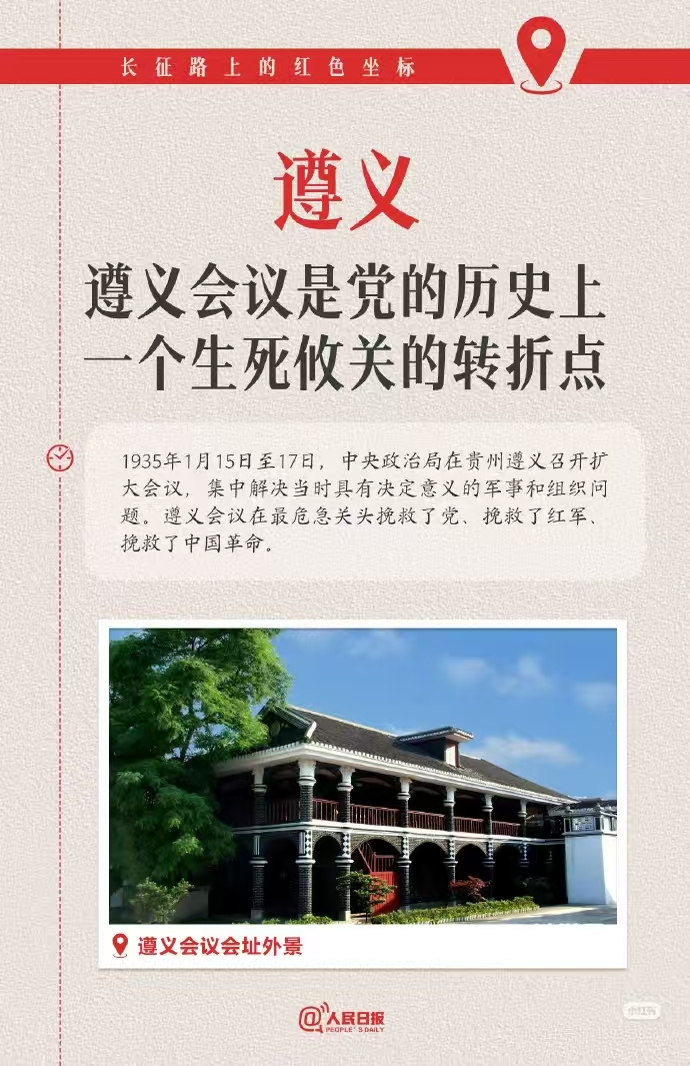 长征路上的红色坐标
遵义
遵义会议是党的历史上
一个生死攸关的转折点
1935年1月15日至17日，中央政治局在贵州遵义召开扩
大会议，集中解决当时具有决定意义的军事和组织问
题。遵义会议在最危急关头挽救了党、挽救了红军、
挽救了中国革命。
遵义会议会址外景
@人民日报
PEOPLE'S DAILY
小红书